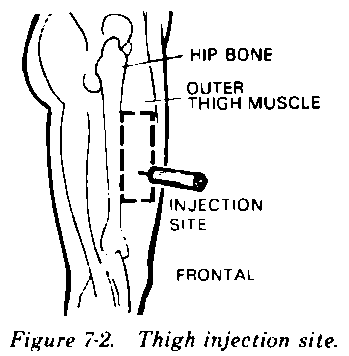 HIP BONE
OUTER
THIGH MUSCLE
INJECTION
SITE
FRONTAL
Figure 7-2. Thigh injection site.